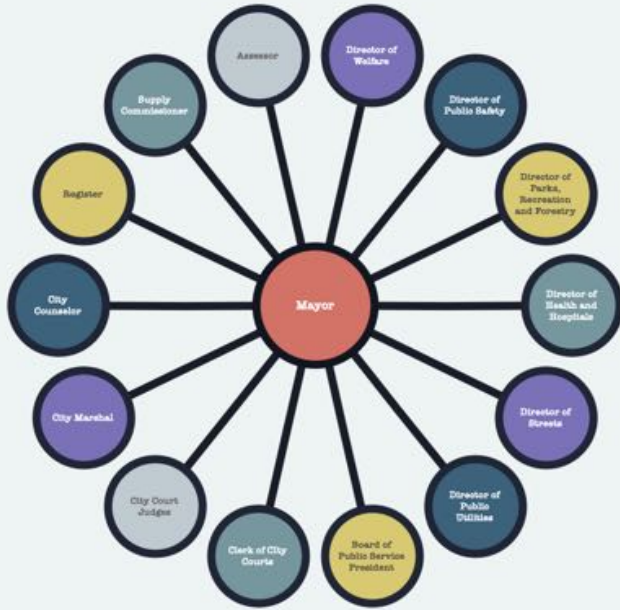 Assessor
Director of
Welfare
Supply
Commissioner
Director of
Public Safety
Register
Director of
Parks,
Recreation
and Forestry
City
Counselor
Mayor
Director of
Health and
Hospitals
City Marshal
Director of
Streets
City Court
Judges
Director of
Public
Utilities
Clerk of City
Courts
Board of
Public Service
President